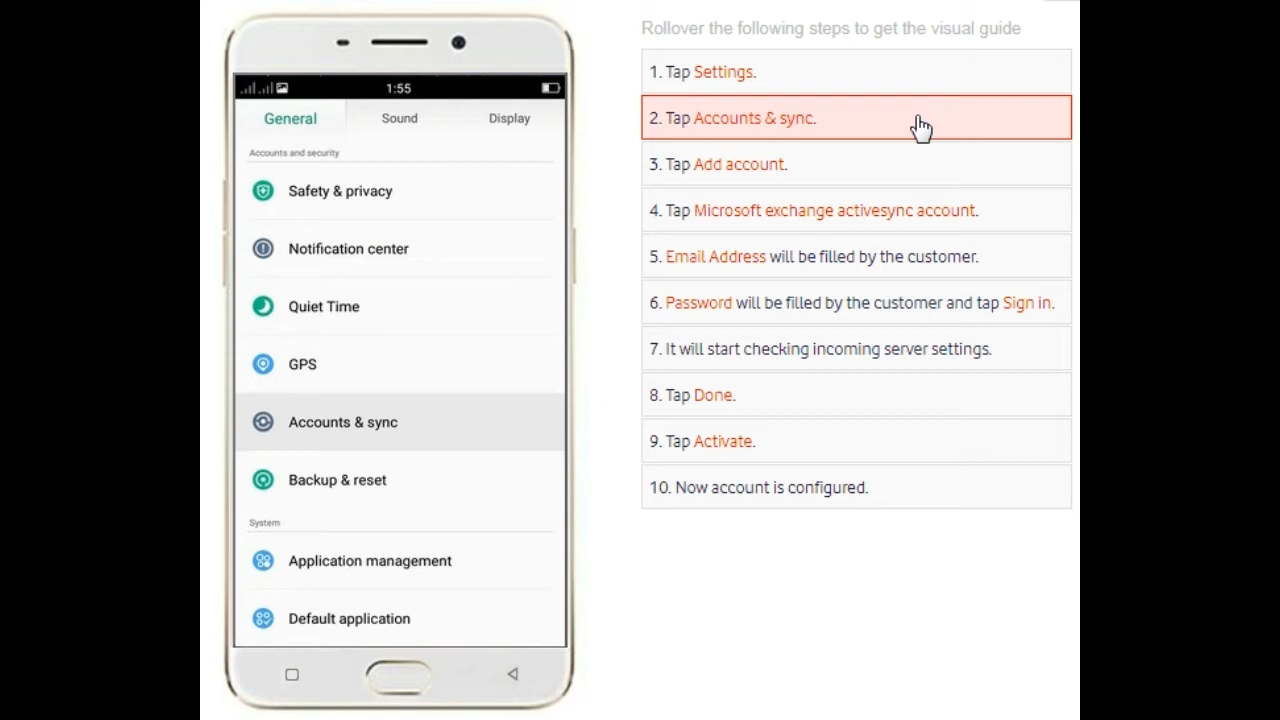 1:55
General Sound Display
Accounts and security
Safety & privacy
Notification center
Quiet Time
GPS
Accounts & sync
Backup & reset
System
Application management
Default application
Rollover the following steps to get the visual guide
1. Tap Settings.
2. Tap Accounts & sync.
3. Tap Add account.
4. Tap Microsoft exchange activesync account.
5. Email Address will be filled by the customer.
6. Password will be filled by the customer and tap Sign in.
7. It will start checking incoming server settings.
8. Tap Done.
9. Tap Activate.
10. Now account is configured.